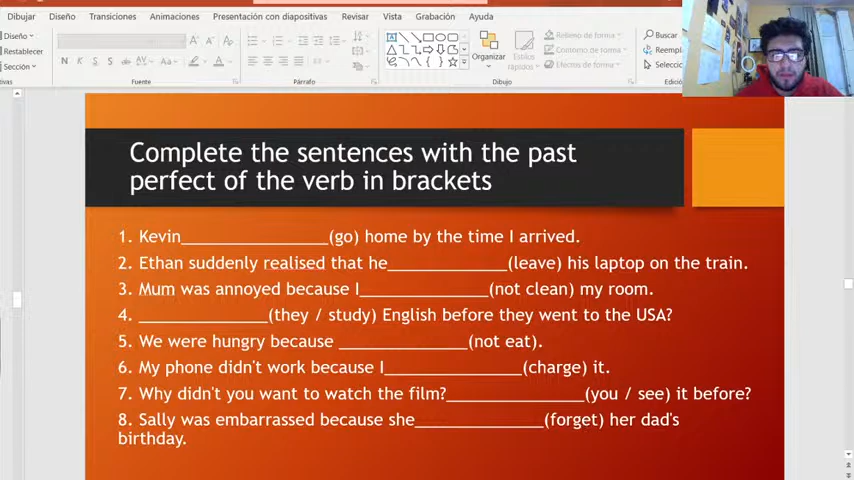 Dibujar Diseño Transiciones Animaciones Presentación con diapositivas Revisar Vista Grabación Ayuda
Diseño
Restablecer
Sección
Fuente
Párrafo
Organizar
Estilos
rápidos
Dibujo
Relleno de forma
Contorno de forma
Efectos de forma
Buscar
Reempl
Selecci
Edició
Complete the sentences with the past
perfect of the verb in brackets
1. Kevin________________(go) home by the time I arrived.
2. Ethan suddenly realised that he_____________(leave) his laptop on the train.
3. Mum was annoyed because I______________(not clean) my room.
4. ______________(they / study) English before they went to the USA?
5. We were hungry because ______________(not eat).
6. My phone didn't work because I_______________(charge) it.
7. Why didn't you want to watch the film?_______________(you / see) it before?
8. Sally was embarrassed because she______________(forget) her dad's
birthday.